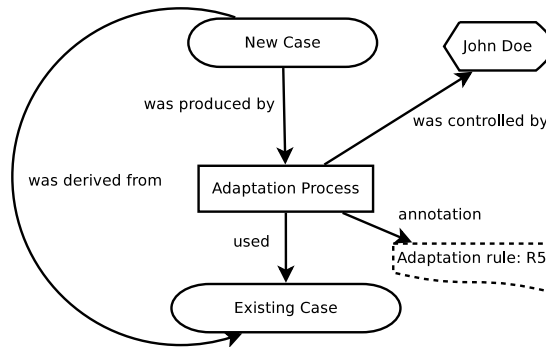 New Case
John Doe
was produced by
was controlled by
was derived from
Adaptation Process
annotation
used
Adaptation rule: R5
Existing Case